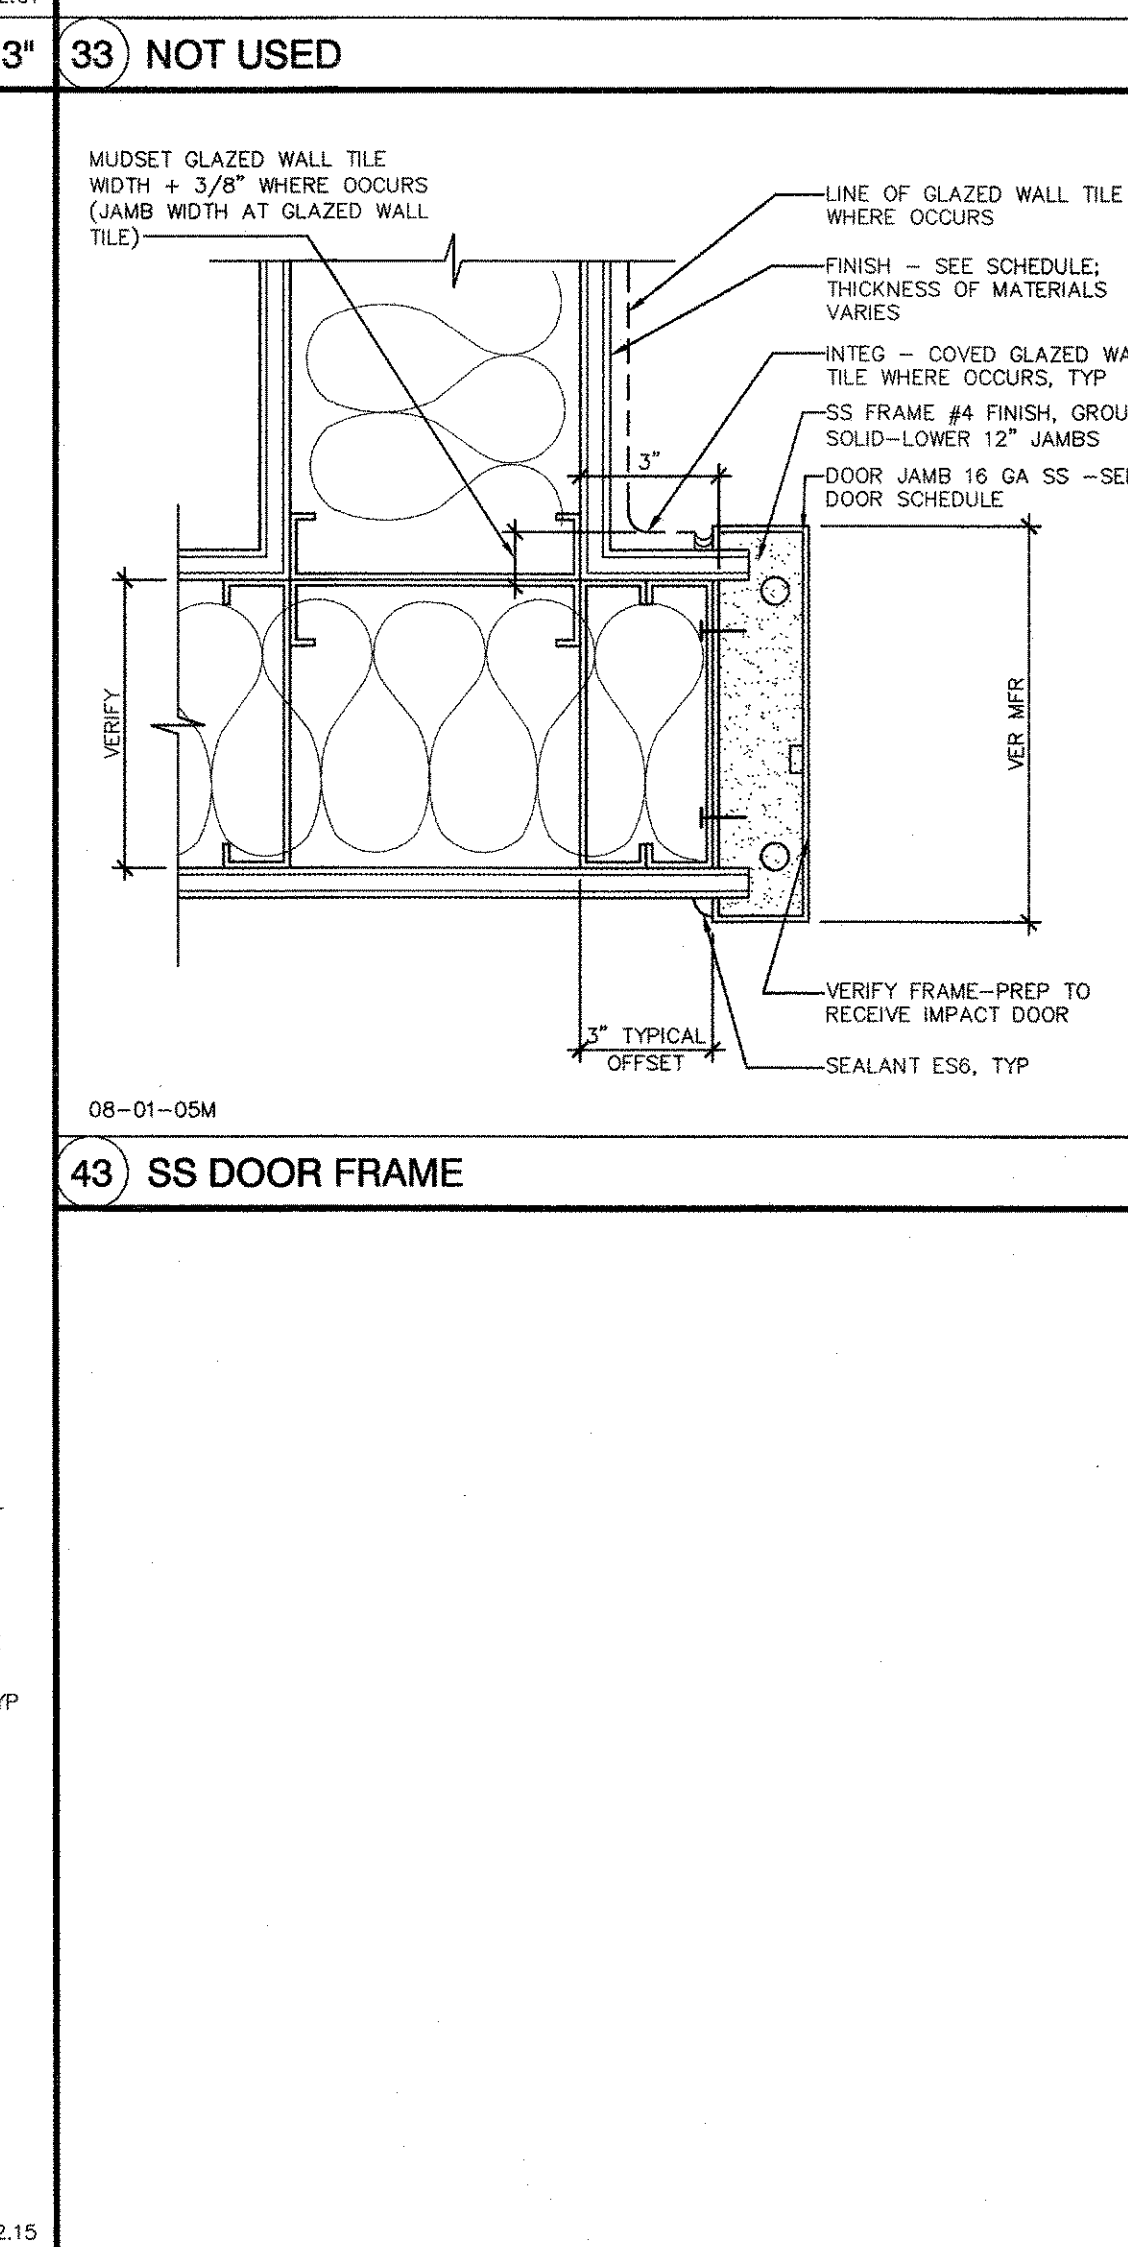 3"
33 NOT USED
MUDSET GLAZED WALL TILE
WIDTH + 3/8" WHERE OOCURS
(JAMB WIDTH AT GLAZED WALL
TILE)
LINE OF GLAZED WALL TILE
WHERE OCCURS
FINISH - SEE SCHEDULE;
THICKNESS OF MATERIALS
VARIES
INTEG - COVED GLAZED
TILE WHERE OCCURS, TYP
SS FRAME #4 FINISH,
SOLID-LOWER 12" JAMBS
DOOR JAMB 16 GA SS
DOOR SCHEDULE
3"
VERIFY
VER MFR
VERIFY FRAME-PREP TO
RECEIVE IMPACT DOOR
3" TYPICAL
OFFSET
SEALANT ES6, TYP
08-01-05M
43 SS DOOR FRAME
2.15